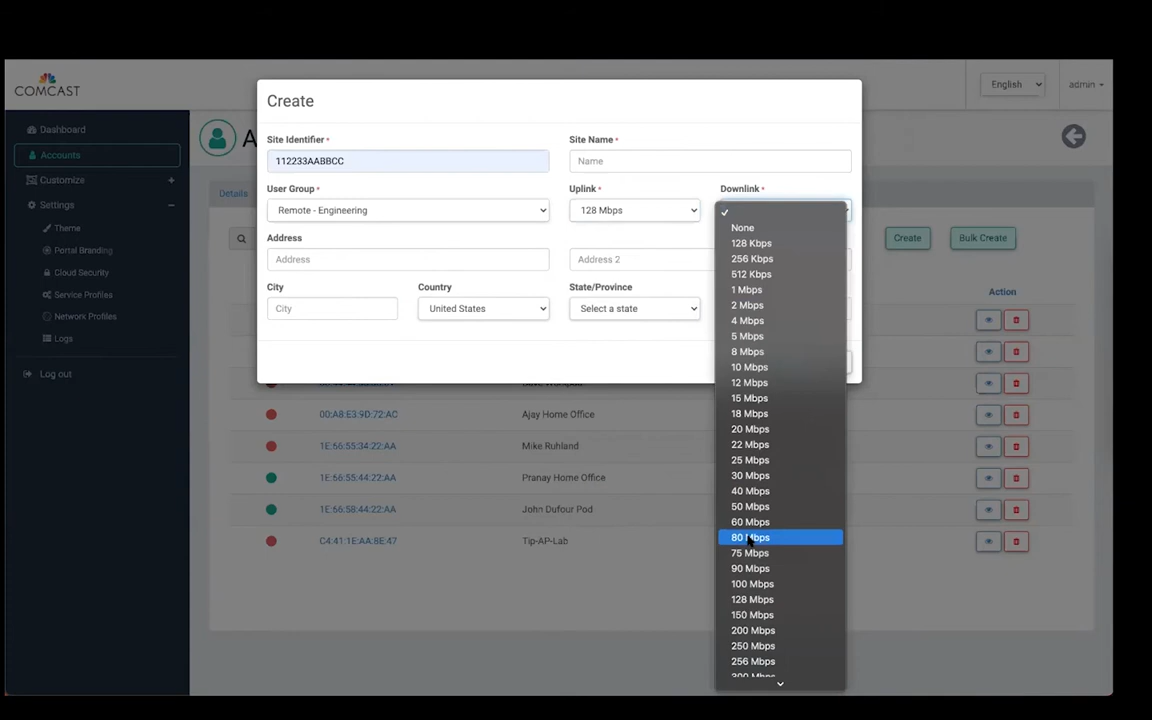 COMCAST
English
admin
Dashboard
Accounts
Customize
Settings
Theme
Portal Branding
Cloud Security
Service Profiles
Network Profiles
Logs
Log out
A
Details
Create
Bulk Create
Action
Create
Site Identifier *
Site Name *
112233AABBCC
Name
User Group *
Uplink *
Downlink *
Remote - Engineering
128 Mbps
Address
Address
Address 2
City
Country
State/Province
City
United States
Select a state
None
128 Kbps
256 Kbps
512 Kbps
1 Mbps
2 Mbps
4 Mbps
5 Mbps
8 Mbps
10 Mbps
12 Mbps
15 Mbps
18 Mbps
20 Mbps
22 Mbps
25 Mbps
30 Mbps
40 Mbps
50 Mbps
60 Mbps
80 Mbps
75 Mbps
90 Mbps
100 Mbps
128 Mbps
150 Mbps
200 Mbps
250 Mbps
256 Mbps
300 Mbps
00:A8:E3:9D:72:AC
Ajay Home Office
1E:66:55:34:22:AA
Mike Ruhland
1E:66:55:44:22:AA
Pranay Home Office
1E:66:58:44:22:AA
John Dufour Pod
C4:41:1E:AA:8E:47
Tip-AP-Lab